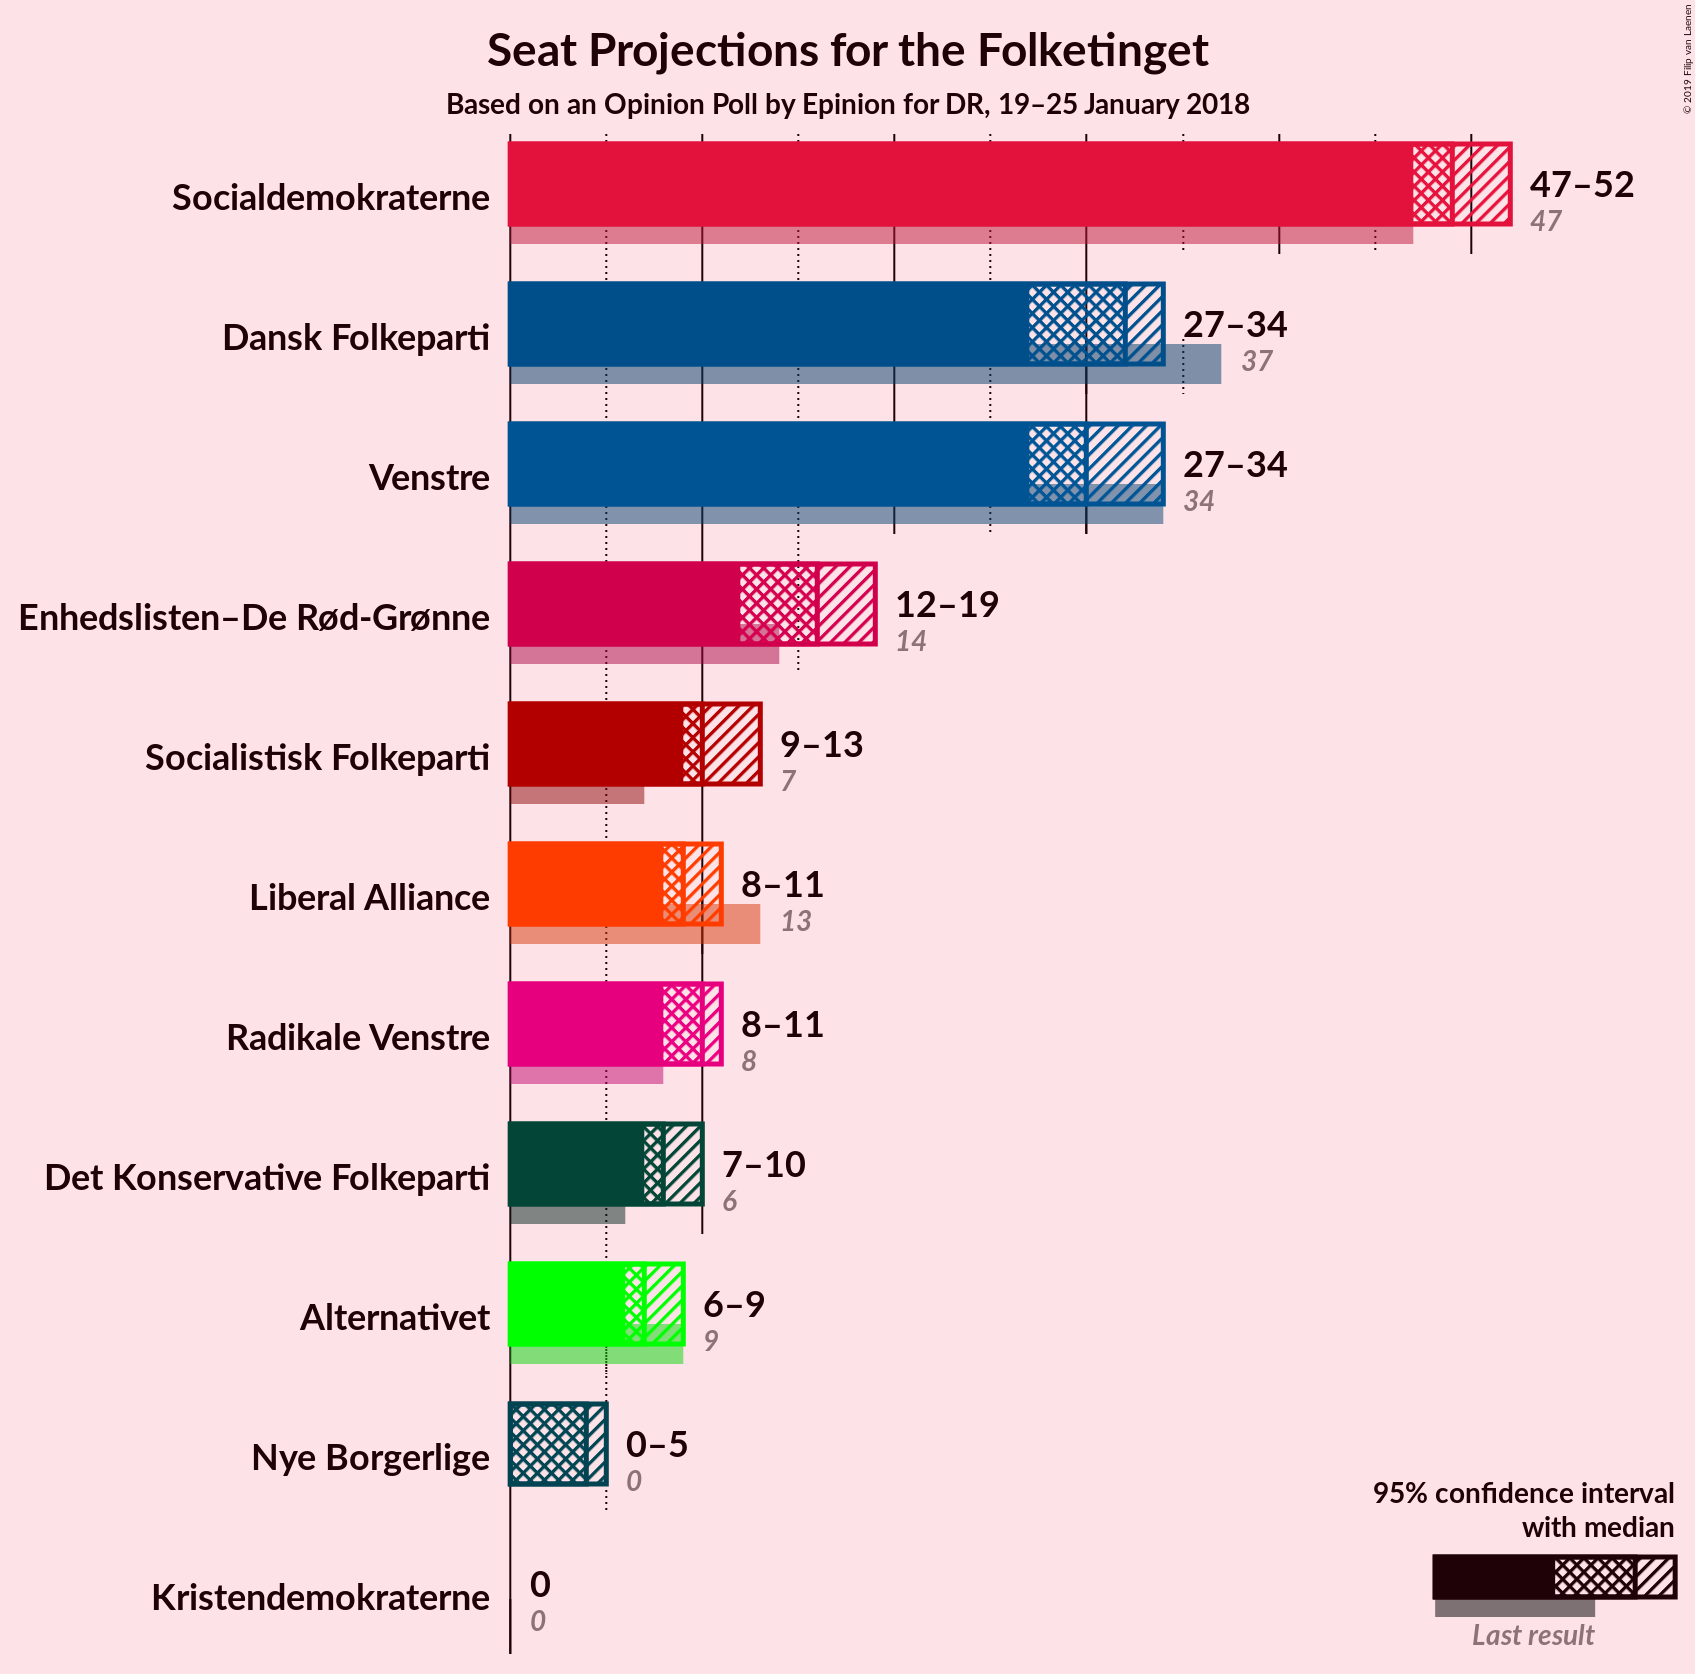 Seat Projections for the Folketinget
Based on an Opinion Poll by Epinion for DR, 19–25 January 2018
© 2019 Filip van Laenen
Socialdemokraterne
47–52
47
Dansk Folkeparti
27–34
37
Venstre
27–34
34
Enhedslisten–De Rød-Grønne
12–19
14
Socialistisk Folkeparti
9–13
7
Liberal Alliance
8–11
13
Radikale Venstre
8–11
8
Det Konservative Folkeparti
7–10
6
Alternativet
6–9
9
Nye Borgerlige
0–5
0
Kristendemokraterne
0
0
95% confidence interval
with median
Last result